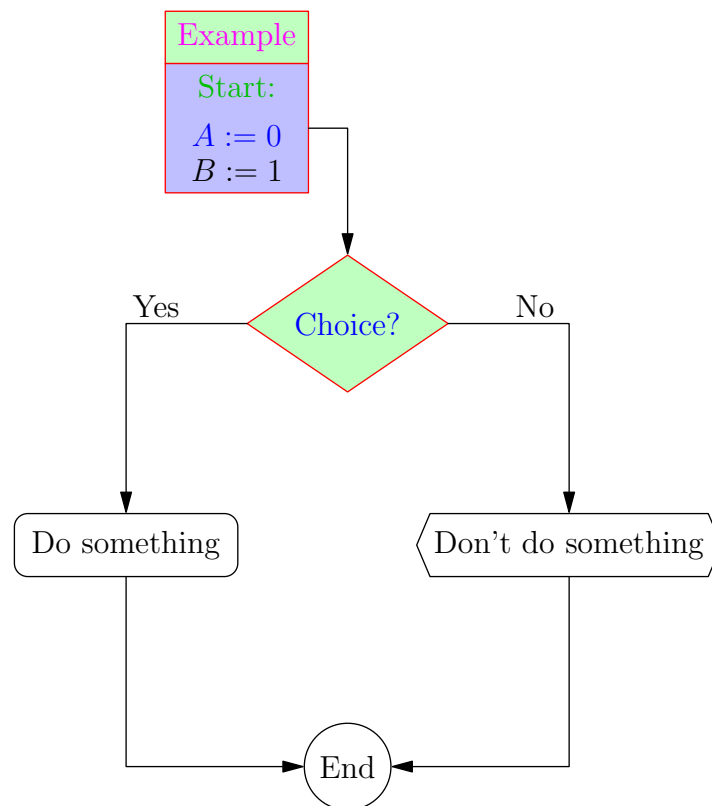 Example
Start:
A := 0
B := 1
Yes
No
Choice?
Do something
Don't do something
End